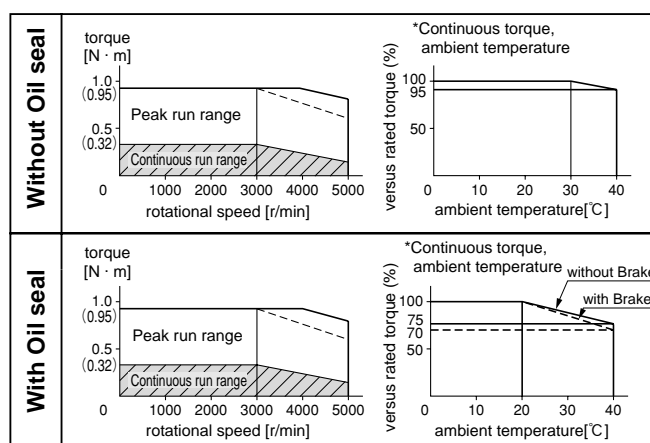 Without Oil seal
torque
[N · m]
1.0
(0.95)
0.5
(0.32)
Peak run range
Continuous run range
0 1000 2000 3000 4000 5000
rotational speed [r/min]
*Continuous torque,
ambient temperature
versus rated torque (%)
100
95
50
0 10 20 30 40
ambient temperature[℃]
With Oil seal
torque
[N · m]
1.0
(0.95)
0.5
(0.32)
Peak run range
Continuous run range
0 1000 2000 3000 4000 5000
rotational speed [r/min]
*Continuous torque,
ambient temperature
without Brake
with Brake
versus rated torque (%)
100
75
70
50
0 10 20 30 40
ambient temperature[℃]